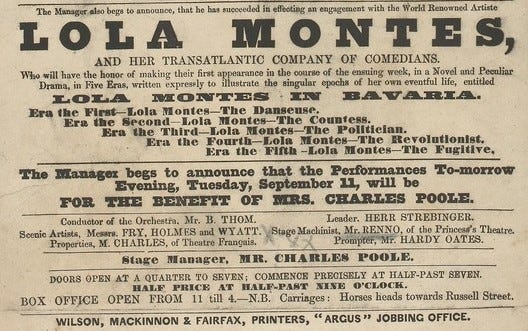 The Manager also begs to announce, that he has succeeded in effecting an engagement with the World Renowned Artiste
LOLA MONTES,
AND HER TRANSATLANTIC COMPANY OF COMEDIANS.
Who will have the honor of making their first appearance in the course of the ensuing week, in a Novel and Peculiar
Drama, in Five Eras, written expressly to illustrate the singular epochs of her own eventful life, entitled
LOLA MONTES IN BAVARIA.
Era the First—Lola Montes—The Danseuse.
Era the Second—Lola Montes—The Countess.
Era the Third—Lola Montes—The Politician.
Era the Fourth—Lola Montes—The Revolutionist.
Era the Fifth—Lola Montes—The Fugitive.
The Manager begs to announce that the Performances To-morrow
Evening, Tuesday, September 11, will be
FOR THE BENEFIT OF MRS. CHARLES POOLE.
Conductor of the Orchestra, Mr. B. THOM. Leader. HERR STREBINGER.
Scenic Artists, Messrs. FRY, HOLMES and WYATT. Stage Machinist, Mr. RENNO, of the Princess's Theatre.
Properties, M. CHARLES, of Theatre Français. Prompter, Mr. HARDY OATES.
Stage Manager, MR. CHARLES POOLE.
DOORS OPEN AT A QUARTER TO SEVEN; COMMENCE PRECISELY AT HALF-PAST SEVEN.
HALF PRICE AT HALF-PAST NINE O'CLOCK.
BOX OFFICE OPEN FROM 11 till 4.—N.B. Carriages: Horses heads towards Russell Street.
WILSON, MACKINNON & FAIRFAX, PRINTERS, "ARGUS" JOBBING OFFICE.